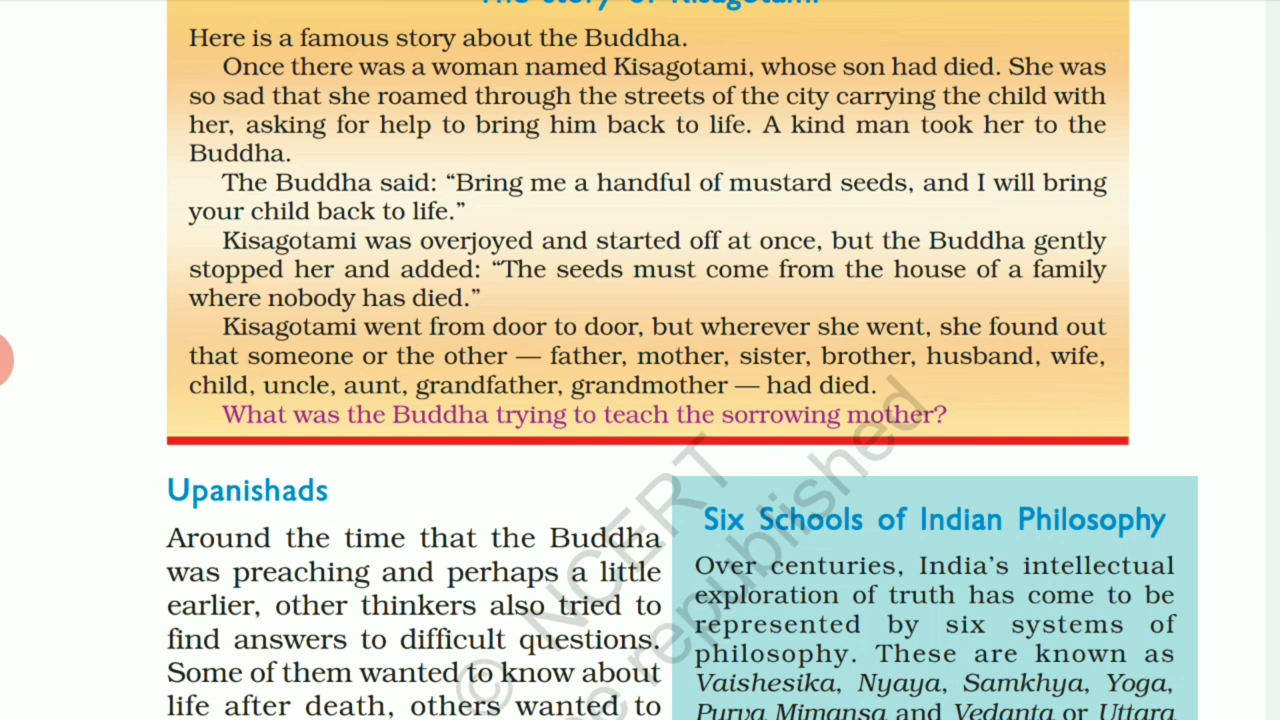 The story of Kisagotami
Here is a famous story about the Buddha.
Once there was a woman named Kisagotami, whose son had died. She was
so sad that she roamed through the streets of the city carrying the child with
her, asking for help to bring him back to life. A kind man took her to the
Buddha.
The Buddha said: “Bring me a handful of mustard seeds, and I will bring
your child back to life.”
Kisagotami was overjoyed and started off at once, but the Buddha gently
stopped her and added: “The seeds must come from the house of a family
where nobody has died.”
Kisagotami went from door to door, but wherever she went, she found out
that someone or the other — father, mother, sister, brother, husband, wife,
child, uncle, aunt, grandfather, grandmother — had died.
What was the Buddha trying to teach the sorrowing mother?
Upanishads
Around the time that the Buddha
was preaching and perhaps a little
earlier, other thinkers also tried to
find answers to difficult questions.
Some of them wanted to know about
life after death, others wanted to
Six Schools of Indian Philosophy
Over centuries, India’s intellectual
exploration of truth has come to be
represented by six systems of
philosophy. These are known as
Vaishesika, Nyaya, Samkhya, Yoga,
Purva Mimansa and Vedanta or Uttara
© NCERT
be republished